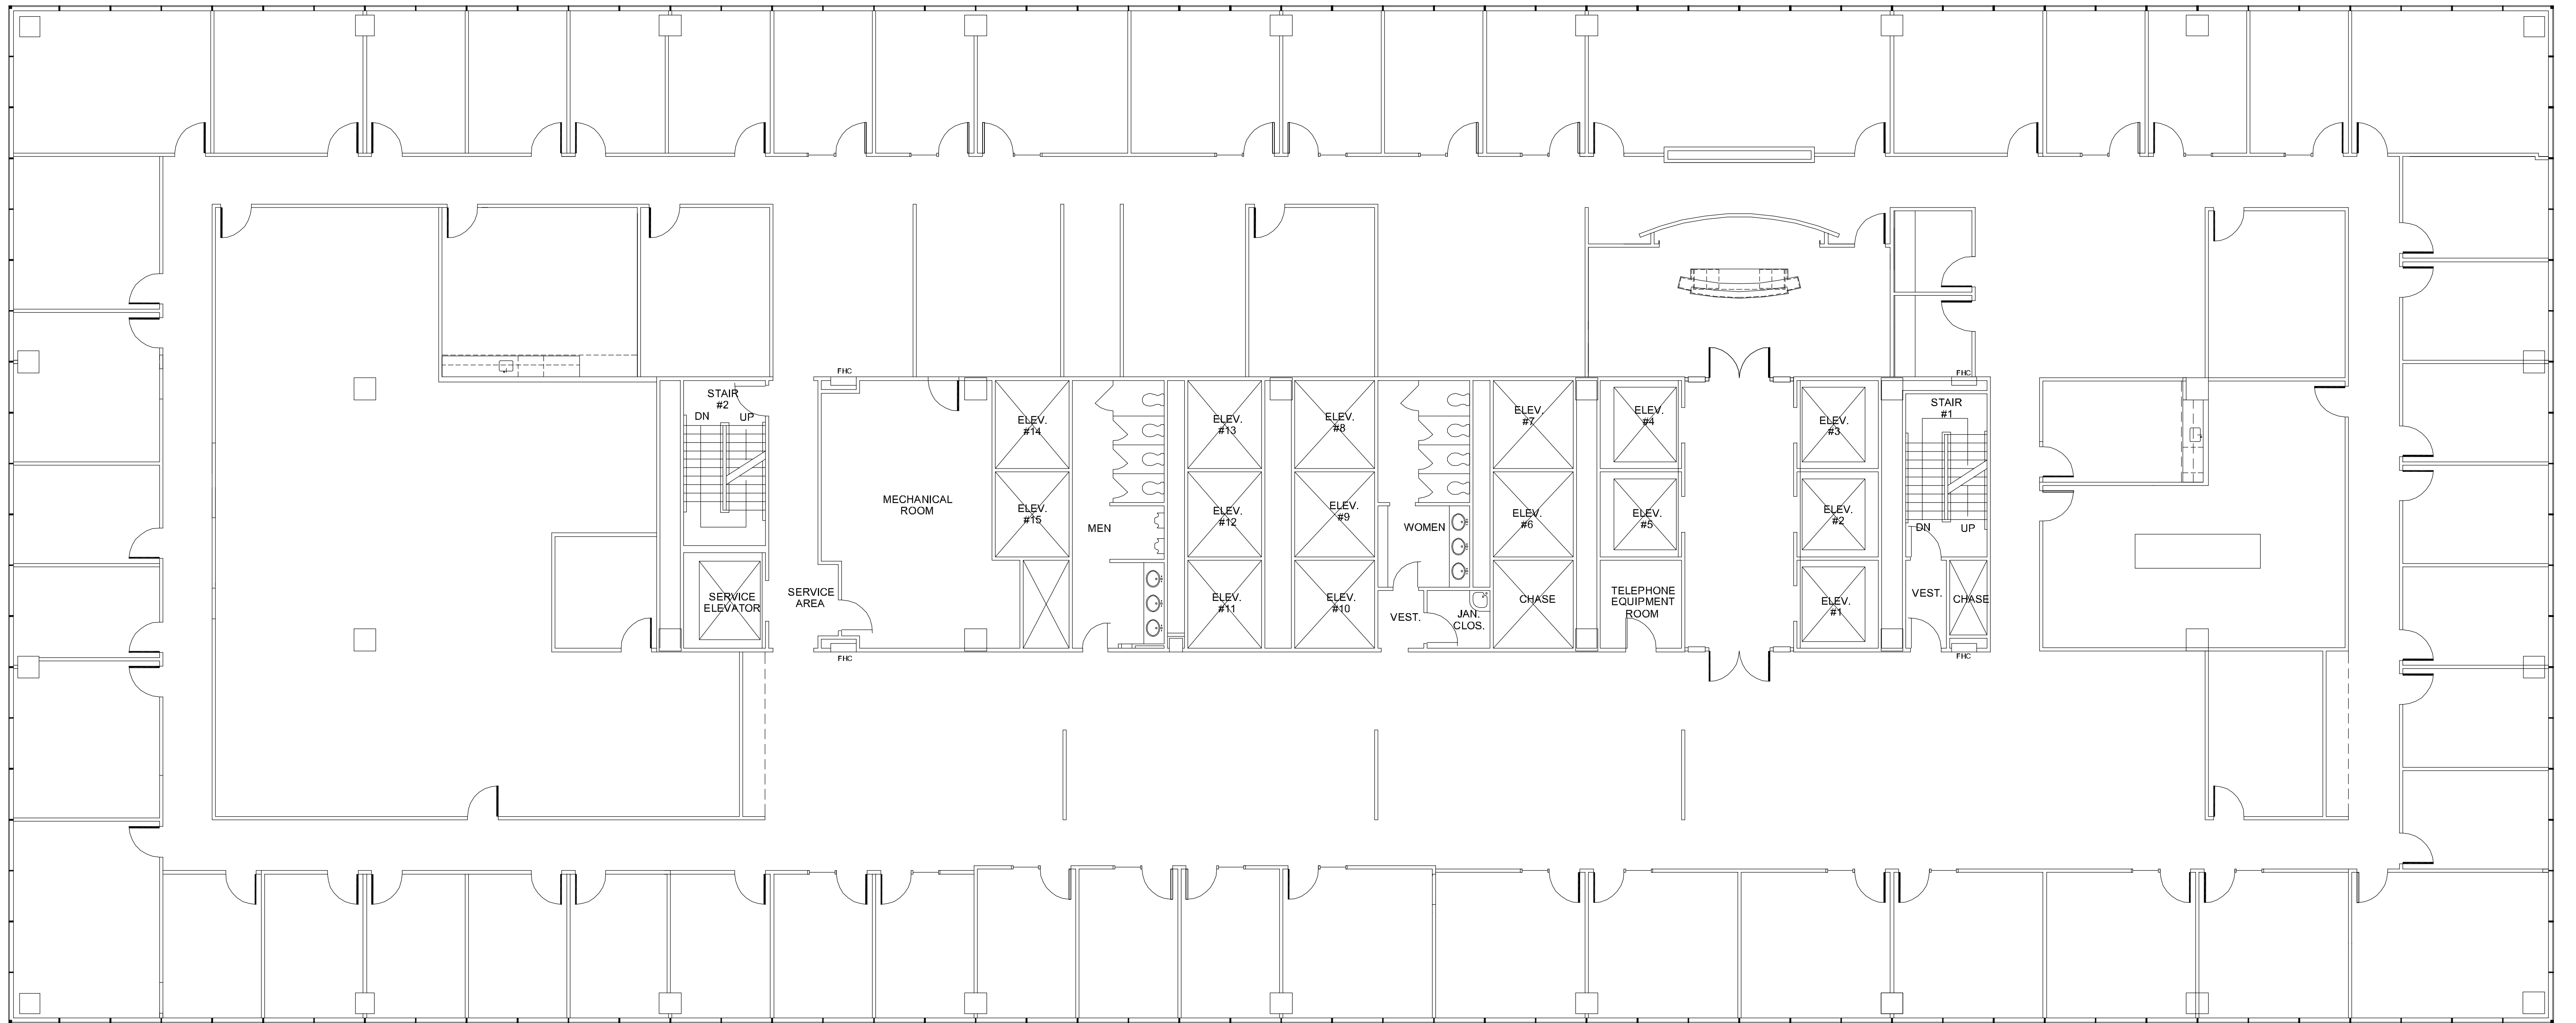 FHC
FHC
STAIR
#2
DN
UP
STAIR
#1
DN
UP
ELEV.
#14
ELEV.
#13
ELEV.
#8
ELEV.
#7
ELEV.
#4
ELEV.
#3
MECHANICAL
ROOM
ELEV.
#15
MEN
ELEV.
#12
ELEV.
#9
WOMEN
ELEV.
#6
ELEV.
#5
ELEV.
#2
SERVICE
ELEVATOR
SERVICE
AREA
ELEV.
#11
ELEV.
#10
VEST.
JAN.
CLOS.
CHASE
TELEPHONE
EQUIPMENT
ROOM
ELEV.
#1
VEST.
CHASE
FHC
FHC